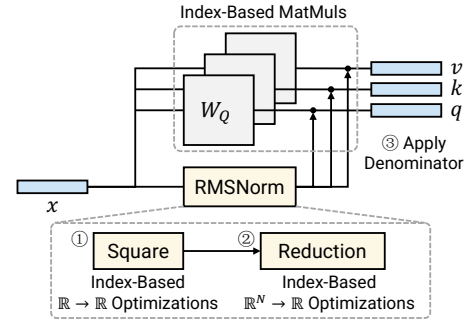 Index-Based MatMuls
v
k
q
W_Q
③ Apply
Denominator
x
RMSNorm
① Square
② Reduction
Index-Based
ℝ → ℝ Optimizations
Index-Based
ℝ^N → ℝ Optimizations